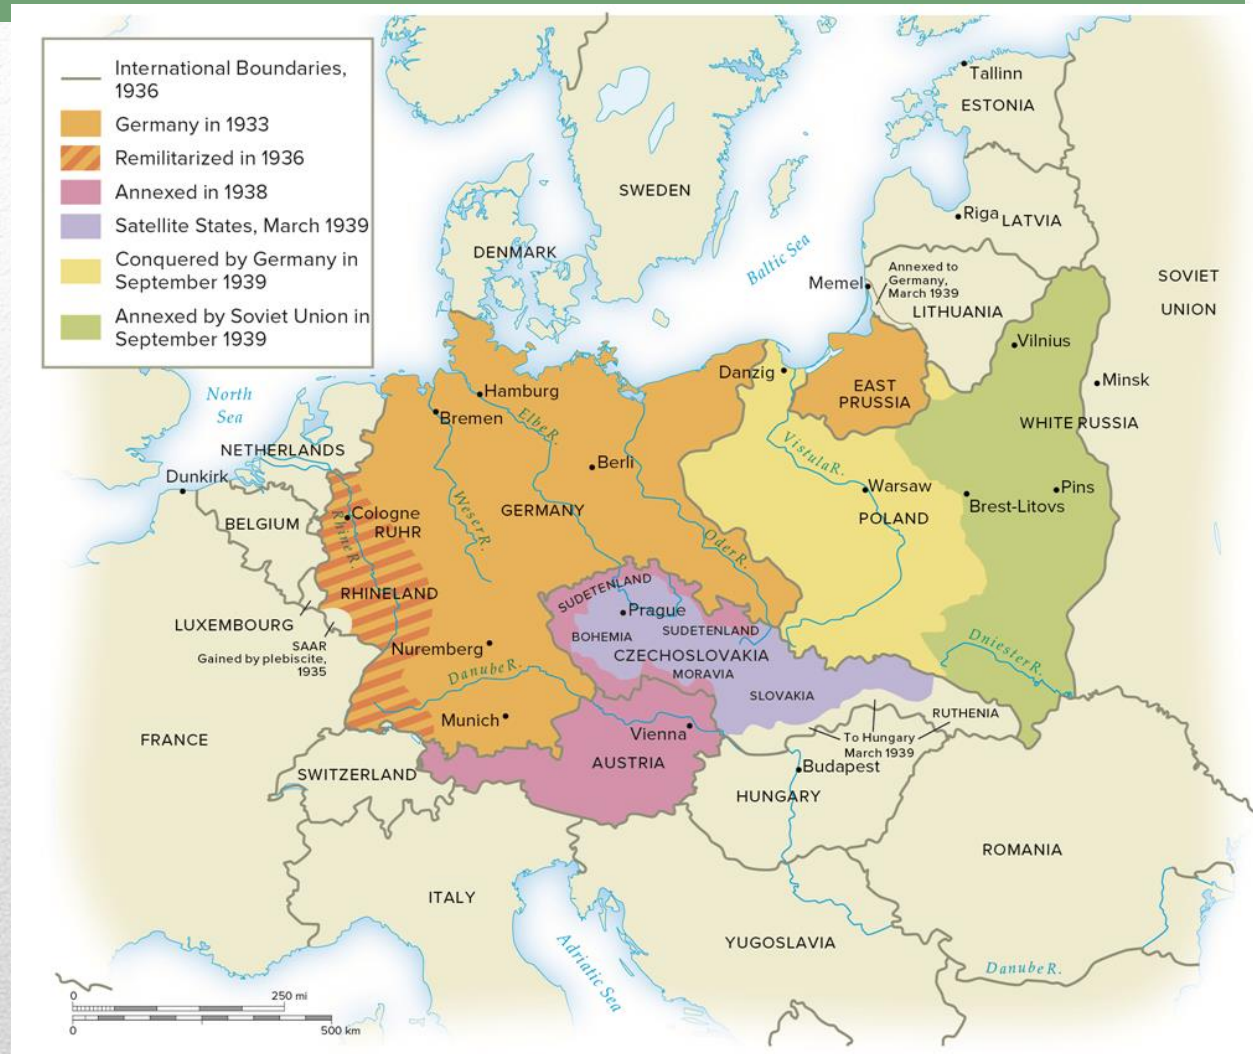 International Boundaries,
1936
Germany in 1933
Remilitarized in 1936
Annexed in 1938
Satellite States, March 1939
Conquered by Germany in
September 1939
Annexed by Soviet Union in
September 1939
Tallinn
ESTONIA
SWEDEN
Riga
LATVIA
DENMARK
Baltic Sea
Memel
Annexed to
Germany,
March 1939
LITHUANIA
SOVIET
UNION
Vilnius
Minsk
WHITE RUSSIA
North
Sea
Hamburg
Bremen
Elbe R.
Danzig
EAST
PRUSSIA
NETHERLANDS
Dunkirk
Berli
Vistula R.
Warsaw
POLAND
Pins
Brest-Litovs
BELGIUM
Cologne
RUHR
Rhine R.
Weser R.
GERMANY
Oder R.
RHINELAND
LUXEMBOURG
SAAR
Gained by plebiscite,
1935
SUDETENLAND
Prague
BOHEMIA
SUDETENLAND
CZECHOSLOVAKIA
MORAVIA
SLOVAKIA
Dniester R.
Nuremberg
Danube R.
Munich
Vienna
RUTHENIA
To Hungary
March 1939
FRANCE
SWITZERLAND
AUSTRIA
Budapest
HUNGARY
ROMANIA
ITALY
YUGOSLAVIA
Adriatic Sea
Danube R.
0
250 mi
0
500 km